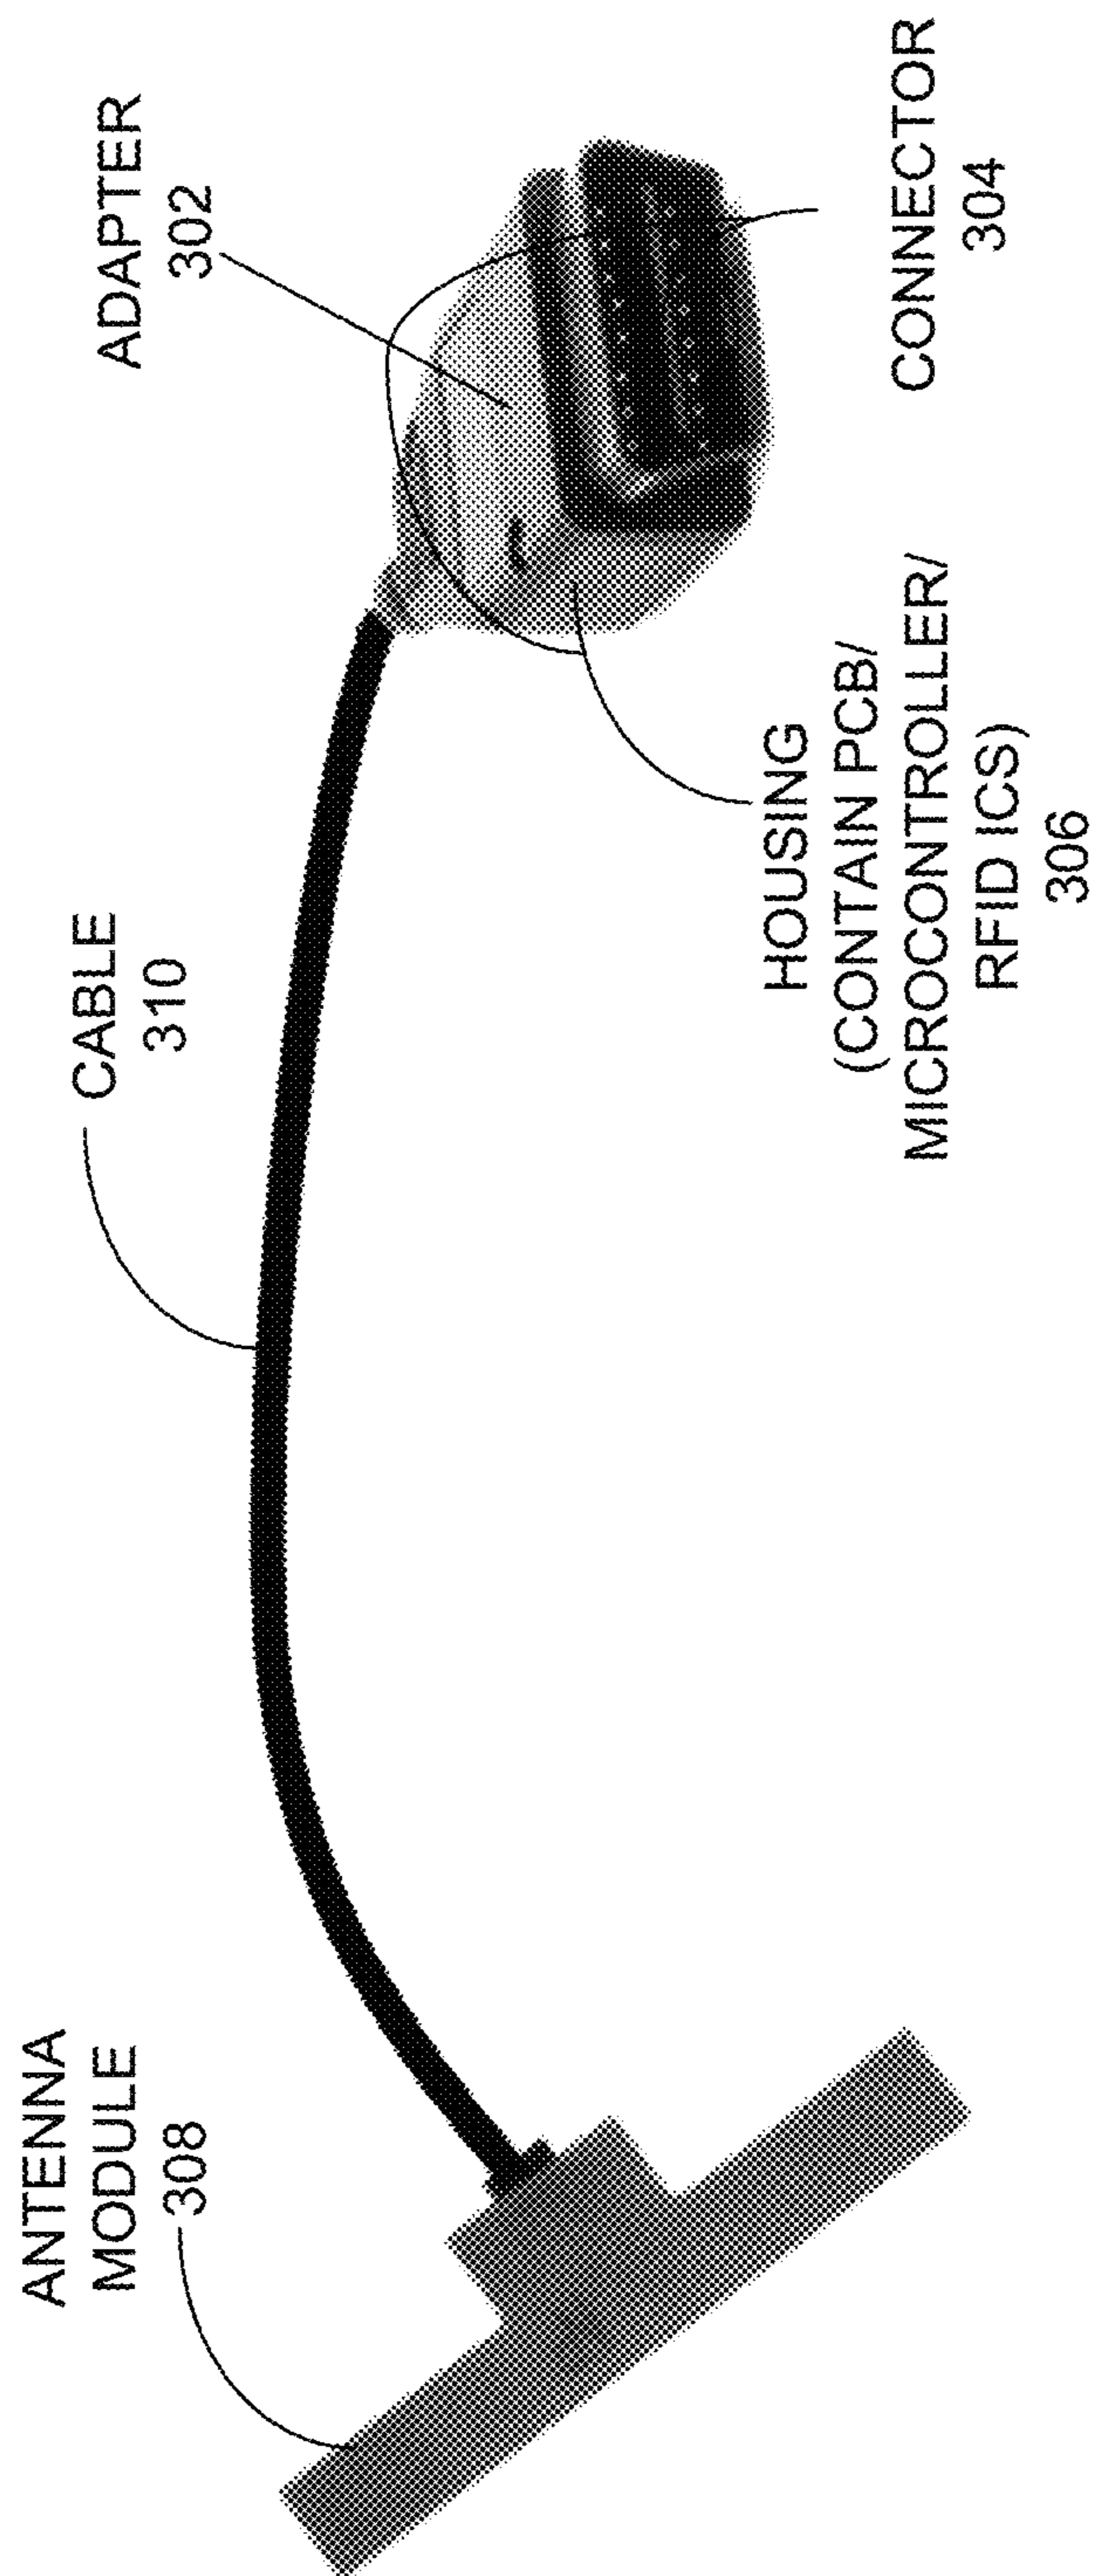 ANTENNA
MODULE
308
CABLE
310
ADAPTER
302
HOUSING
(CONTAIN PCB/
MICROCONTROLLER/
RFID ICS)
306
CONNECTOR
304